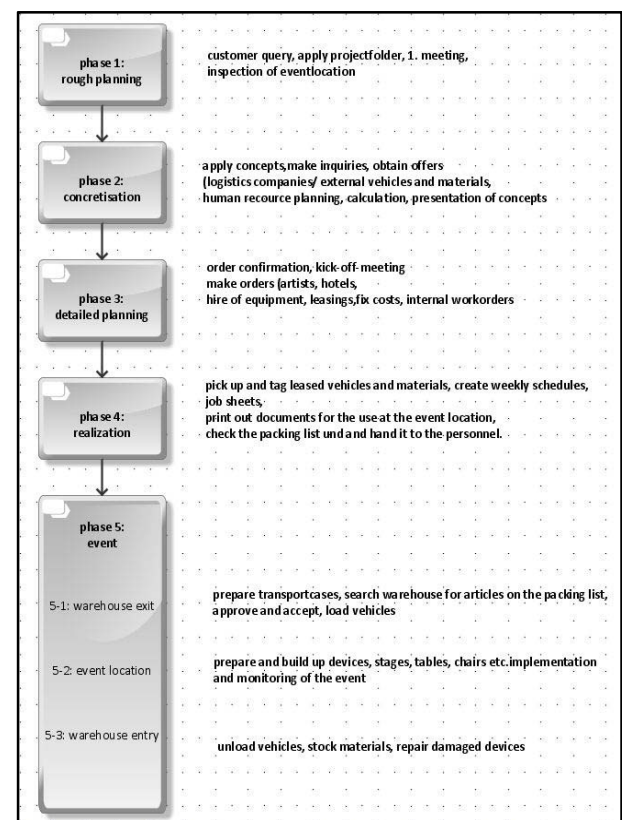 phase 1:
rough planning
customer query, apply projectfolder, 1. meeting,
inspection of eventlocation
phase 2:
concretisation
apply concepts,make inquiries, obtain offers
(logistics companies/ external vehicles and materials,
human recource planning, calculation, presentation of concepts
phase 3:
detailed planning
order confirmation, kick-off-meeting
make orders (artists, hotels,
hire of equipment, leasings,fix costs, internal workorders
phase 4:
realization
pick up and tag leased vehicles and materials, create weekly schedules,
job sheets,
print out documents for the use at the event location,
check the packing list und and hand it to the personnel.
phase 5:
event
5-1: warehouse exit
prepare transportcases, search warehouse for articles on the packing list,
approve and accept, load vehicles
5-2: event location
prepare and build up devices, stages, tables, chairs etc.implementation
and monitoring of the event
5-3: warehouse entry
unload vehicles, stock materials, repair damaged devices